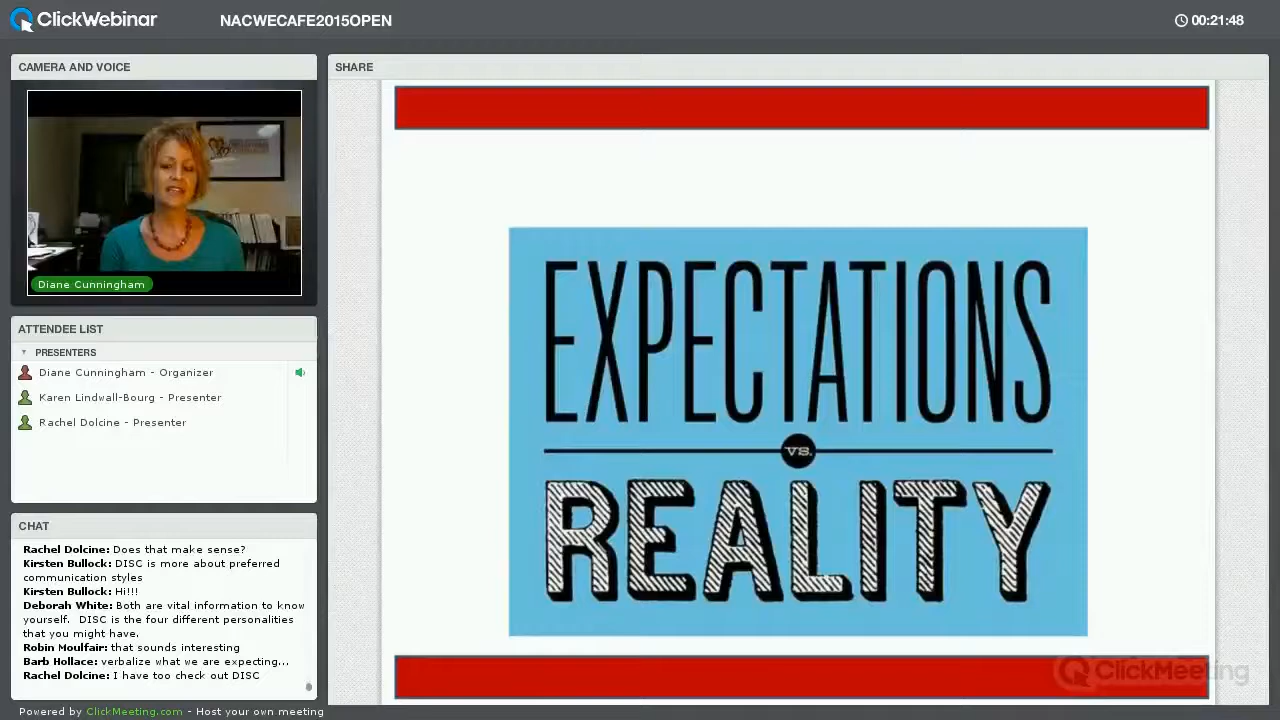 ClickWebinar
NACWECAFE2015OPEN
00:21:48
CAMERA AND VOICE
Diane Cunningham
ATTENDEE LIST
PRESENTERS
Diane Cunningham - Organizer
Karen Lindwall-Bourg - Presenter
Rachel Dolcine - Presenter
CHAT
Rachel Dolcine: Does that make sense?
Kirsten Bullock: DISC is more about preferred
communication styles
Kirsten Bullock: Hi!!!
Deborah White: Both are vital information to know
yourself. DISC is the four different personalities
that you might have.
Robin Moulfair: that sounds interesting
Barb Hollace: verbalize what we are expecting...
Rachel Dolcine: I have too check out DISC
Powered by ClickMeeting.com - Host your own meeting
SHARE
EXPECTATIONS
VS.
REALITY
ClickMeeting